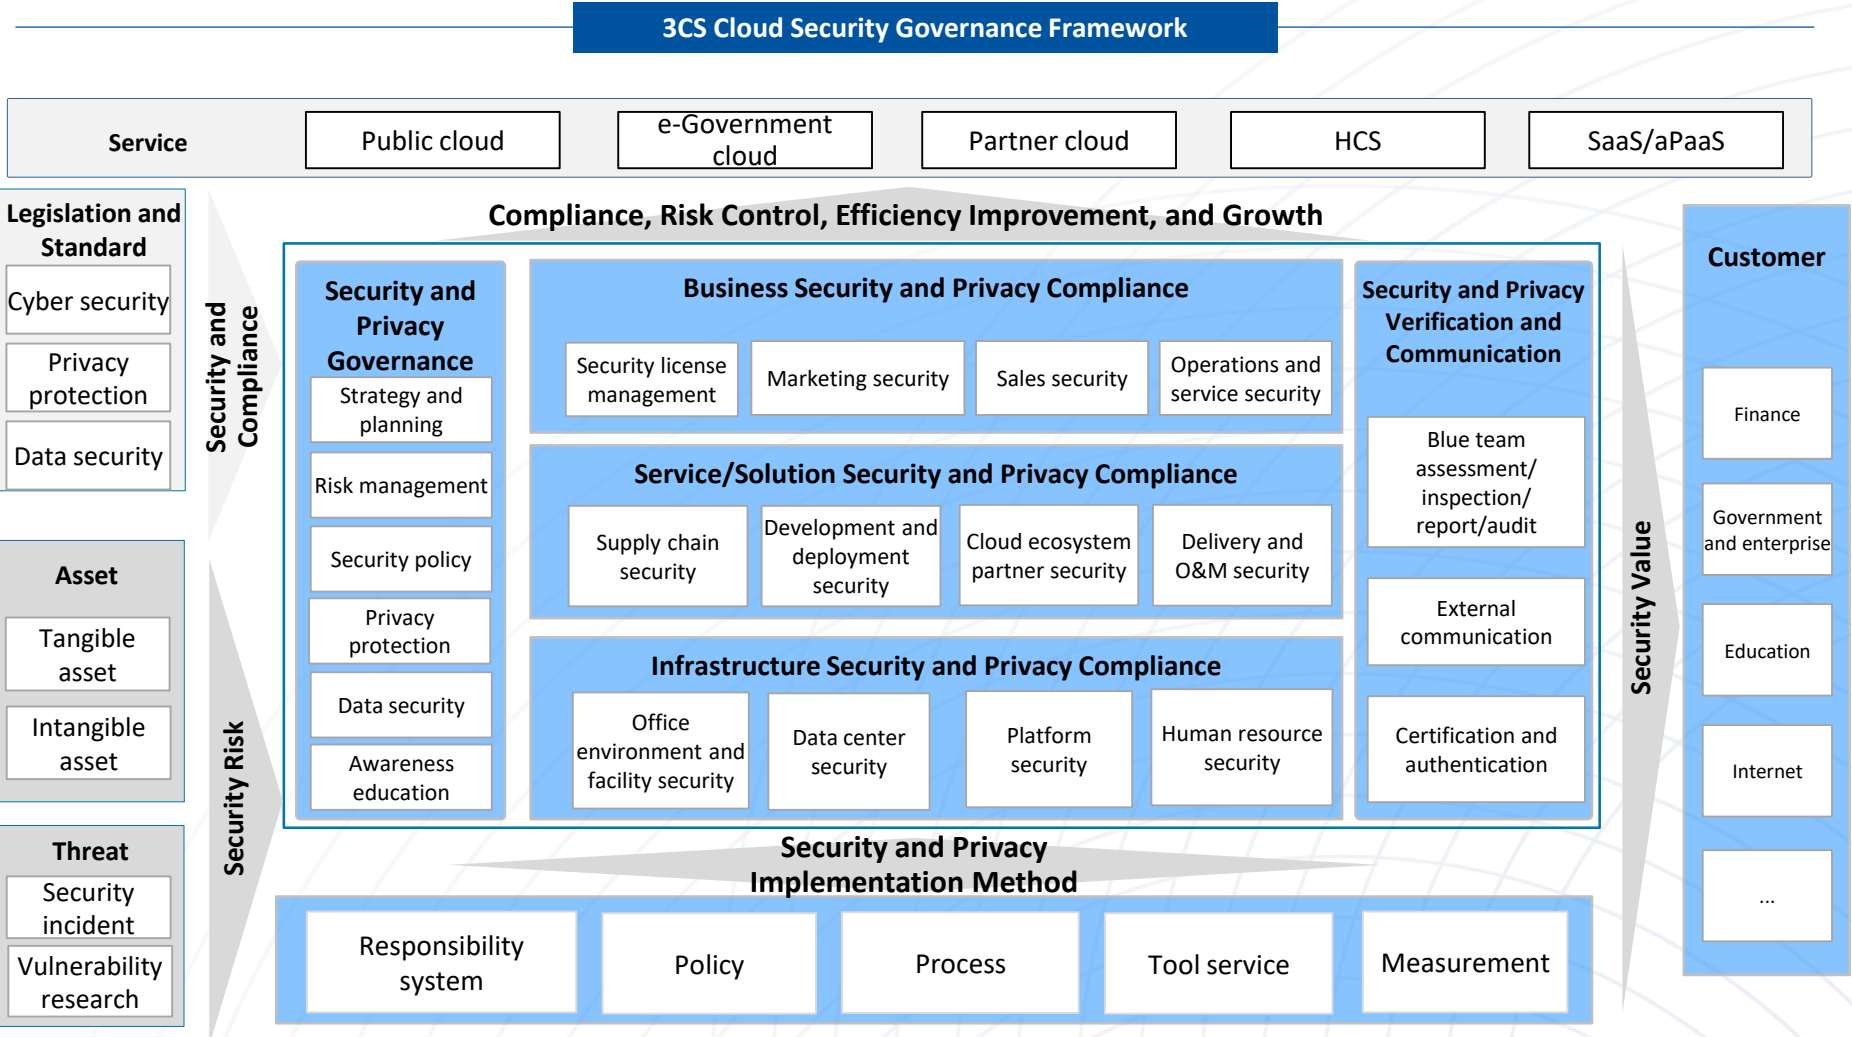 3CS Cloud Security Governance Framework
Service
Public cloud
e-Government
cloud
Partner cloud
HCS
SaaS/aPaaS
Legislation and
Standard
Cyber security
Privacy
protection
Data security
Asset
Tangible
asset
Intangible
asset
Threat
Security
incident
Vulnerability
research
Security and
Compliance
Security Risk
Compliance, Risk Control, Efficiency Improvement, and Growth
Security and
Privacy
Governance
Strategy and
planning
Risk management
Security policy
Privacy
protection
Data security
Awareness
education
Business Security and Privacy Compliance
Security license
management
Marketing security
Sales security
Operations and
service security
Service/Solution Security and Privacy Compliance
Supply chain
security
Development and
deployment
security
Cloud ecosystem
partner security
Delivery and
O&M security
Infrastructure Security and Privacy Compliance
Office
environment and
facility security
Data center
security
Platform
security
Human resource
security
Security and Privacy
Verification and
Communication
Blue team
assessment/
inspection/
report/audit
External
communication
Certification and
authentication
Security and Privacy
Implementation Method
Responsibility
system
Policy
Process
Tool service
Measurement
Security Value
Customer
Finance
Government
and enterprise
Education
Internet
...